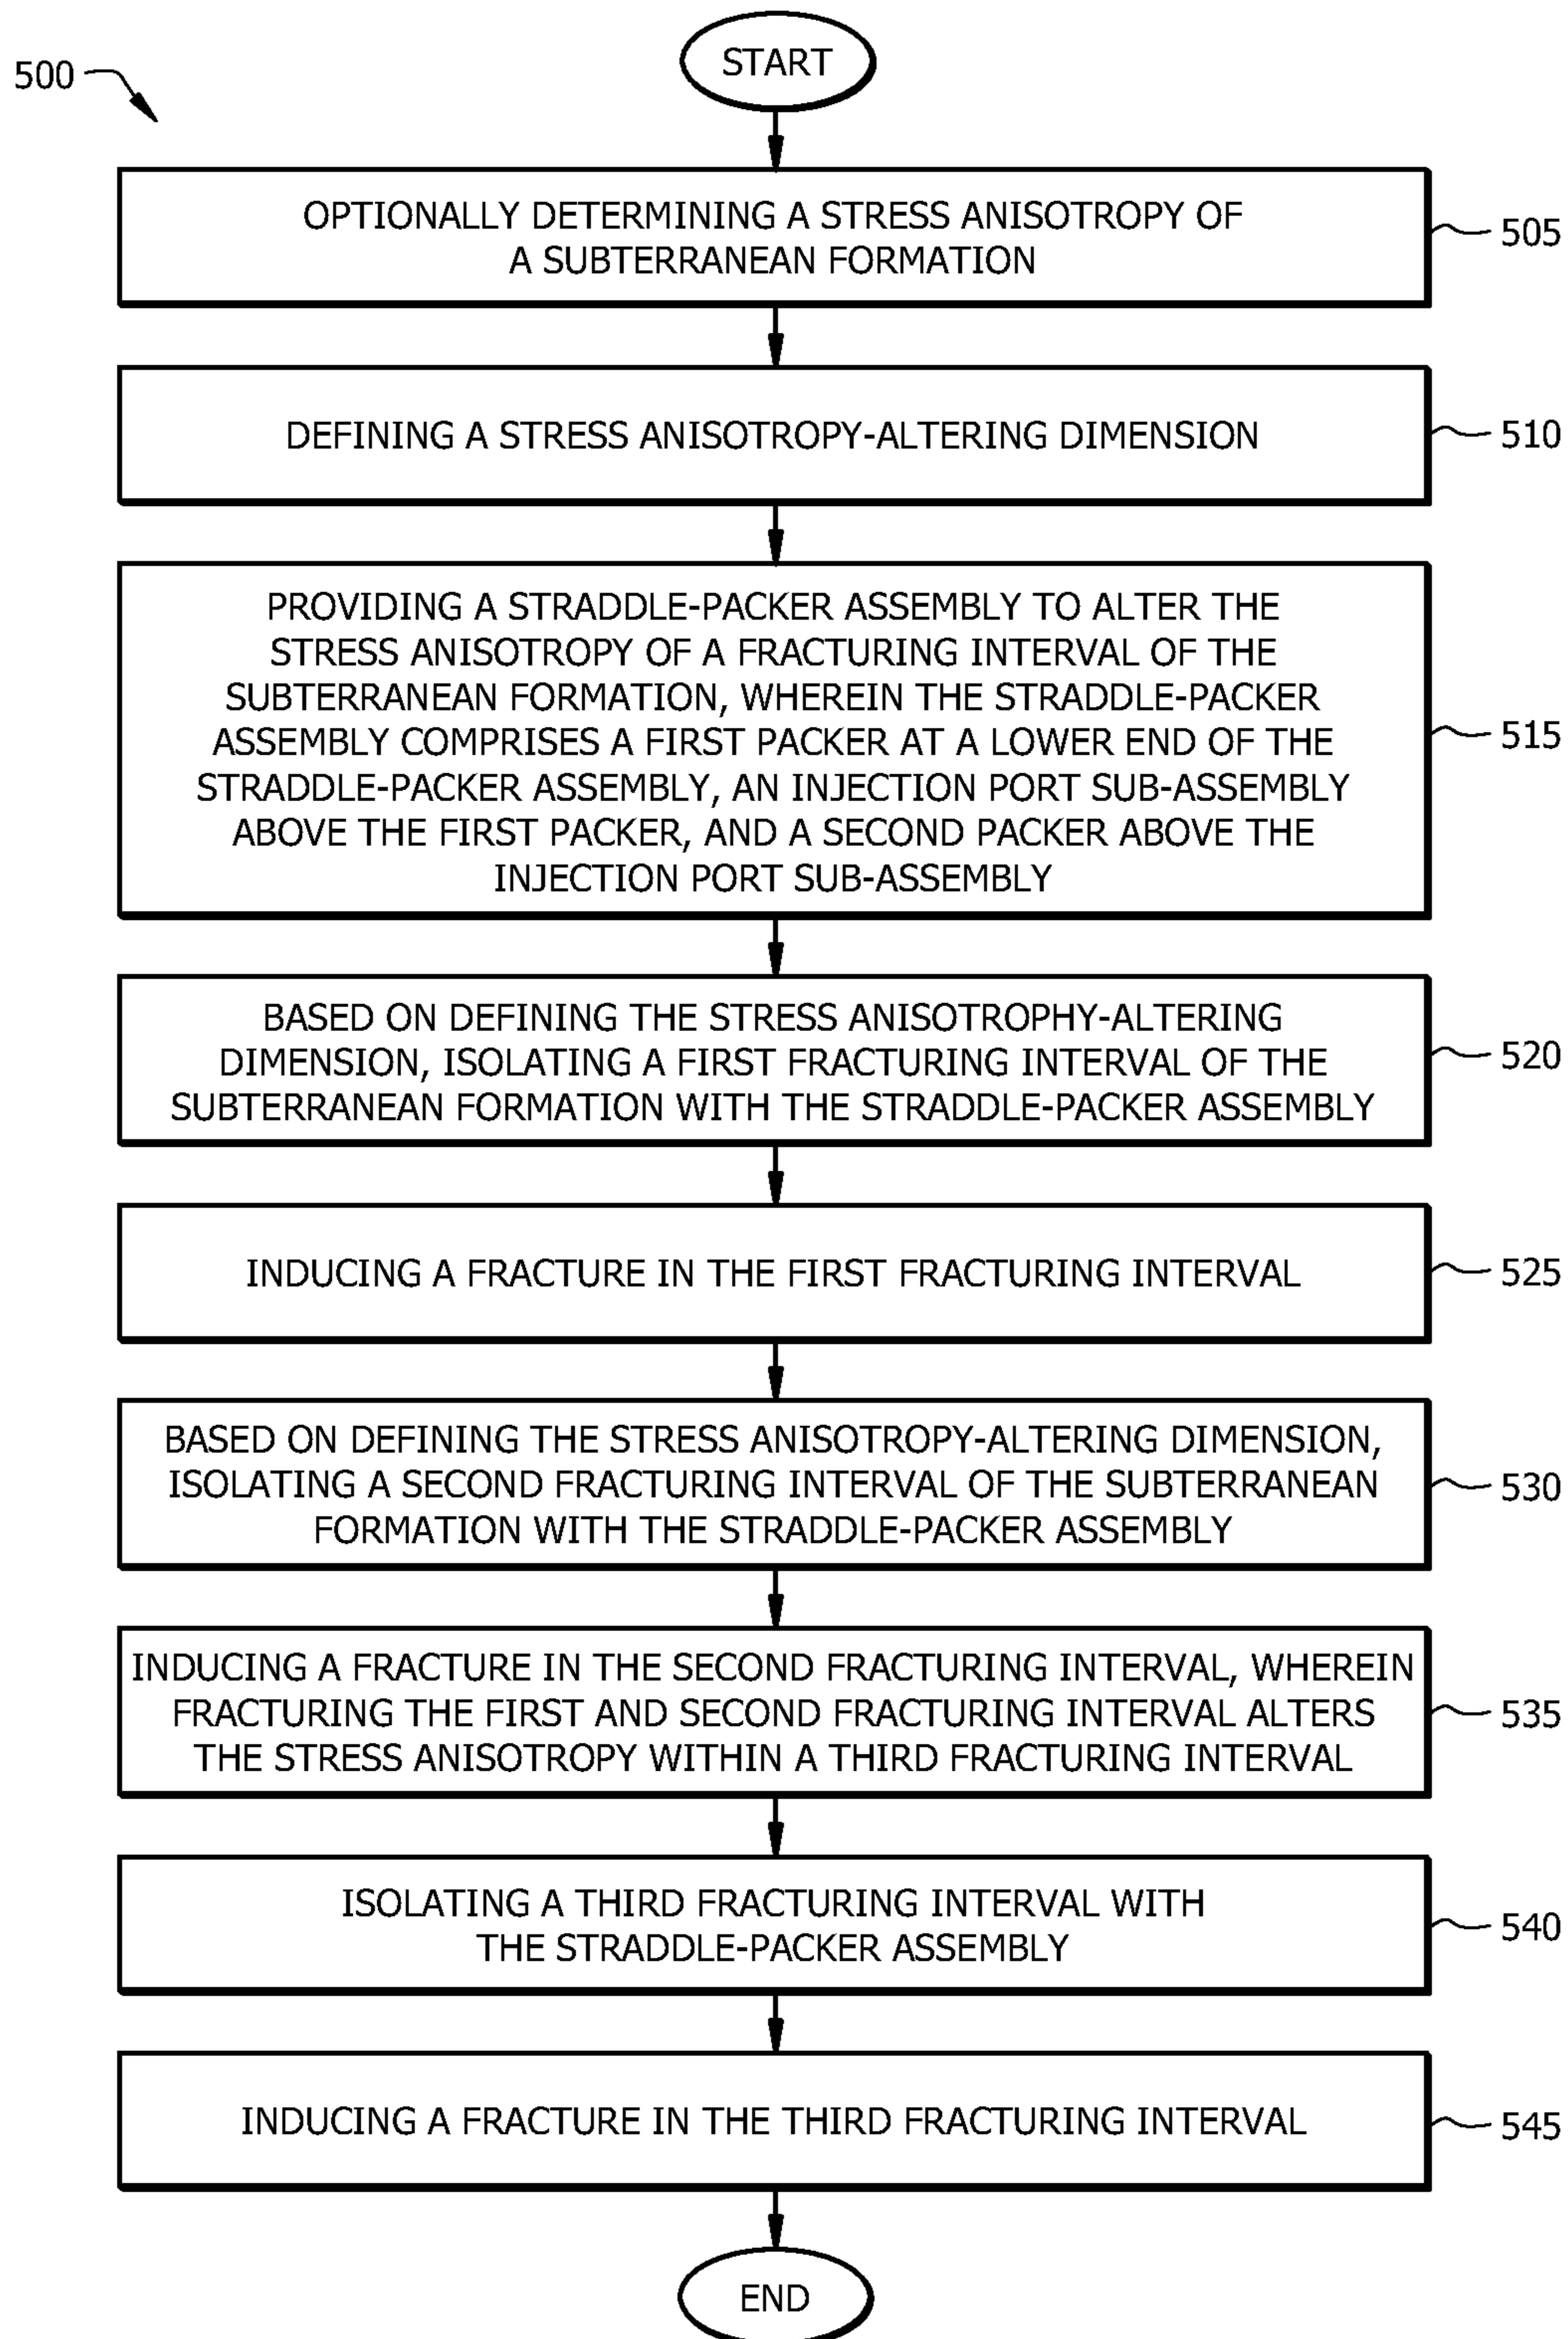 START
500
OPTIONALLY DETERMINING A STRESS ANISOTROPY OF
A SUBTERRANEAN FORMATION
505
DEFINING A STRESS ANISOTROPY-ALTERING DIMENSION
510
PROVIDING A STRADDLE-PACKER ASSEMBLY TO ALTER THE
STRESS ANISOTROPY OF A FRACTURING INTERVAL OF THE
SUBTERRANEAN FORMATION, WHEREIN THE STRADDLE-PACKER
ASSEMBLY COMPRISES A FIRST PACKER AT A LOWER END OF THE
STRADDLE-PACKER ASSEMBLY, AN INJECTION PORT SUB-ASSEMBLY
ABOVE THE FIRST PACKER, AND A SECOND PACKER ABOVE THE
INJECTION PORT SUB-ASSEMBLY
515
BASED ON DEFINING THE STRESS ANISOTROPHY-ALTERING
DIMENSION, ISOLATING A FIRST FRACTURING INTERVAL OF THE
SUBTERRANEAN FORMATION WITH THE STRADDLE-PACKER ASSEMBLY
520
INDUCING A FRACTURE IN THE FIRST FRACTURING INTERVAL
525
BASED ON DEFINING THE STRESS ANISOTROPY-ALTERING DIMENSION,
ISOLATING A SECOND FRACTURING INTERVAL OF THE SUBTERRANEAN
FORMATION WITH THE STRADDLE-PACKER ASSEMBLY
530
INDUCING A FRACTURE IN THE SECOND FRACTURING INTERVAL, WHEREIN
FRACTURING THE FIRST AND SECOND FRACTURING INTERVAL ALTERS
THE STRESS ANISOTROPY WITHIN A THIRD FRACTURING INTERVAL
535
ISOLATING A THIRD FRACTURING INTERVAL WITH
THE STRADDLE-PACKER ASSEMBLY
540
INDUCING A FRACTURE IN THE THIRD FRACTURING INTERVAL
545
END